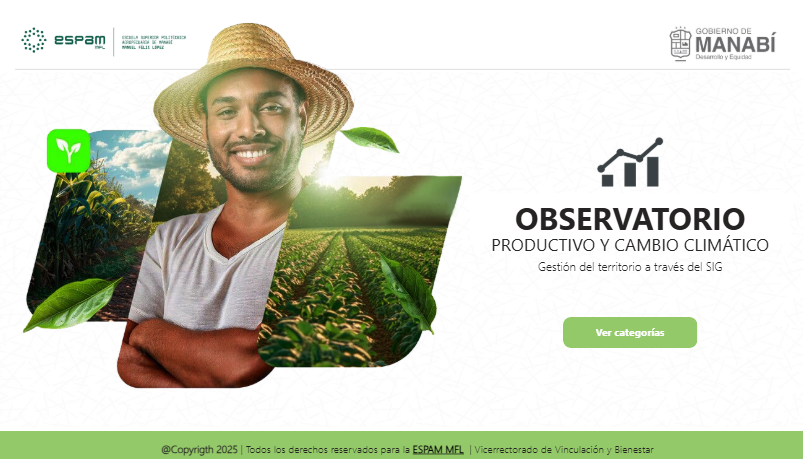 espam
MFL
ESCUELA SUPERIOR POLITÉCNICA
AGROPECUARIA DE MANABÍ
MANUEL FÉLIX LÓPEZ
GOBIERNO DE
MANABÍ
Desarrollo y Equidad
OBSERVATORIO
PRODUCTIVO Y CAMBIO CLIMÁTICO
Gestión del territorio a través del SIG
Ver categorías
@Copyrigth 2025 | Todos los derechos reservados para la ESPAM MFL | Vicerrectorado de Vinculación y Bienestar